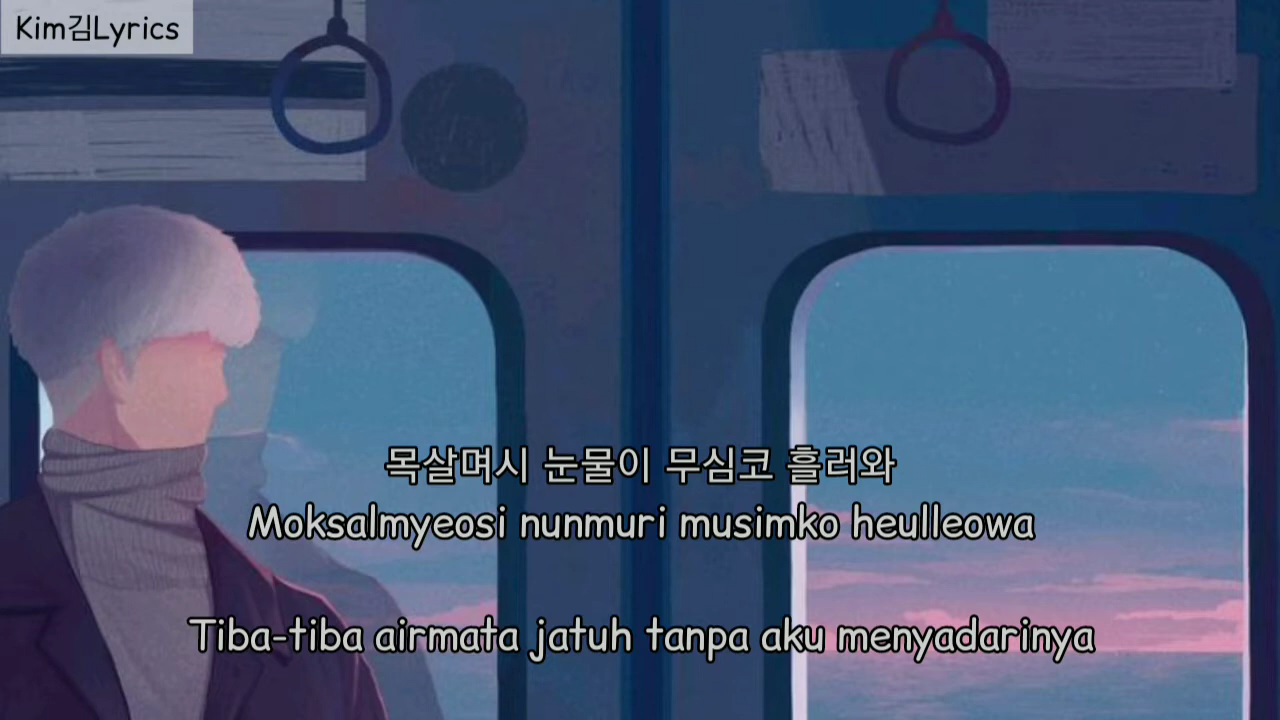 Kim김Lyrics
목살며시 눈물이 무심코 흘러와
Moksalmyeosi nunmuri musimko heulleowa
Tiba-tiba airmata jatuh tanpa aku menyadarinya